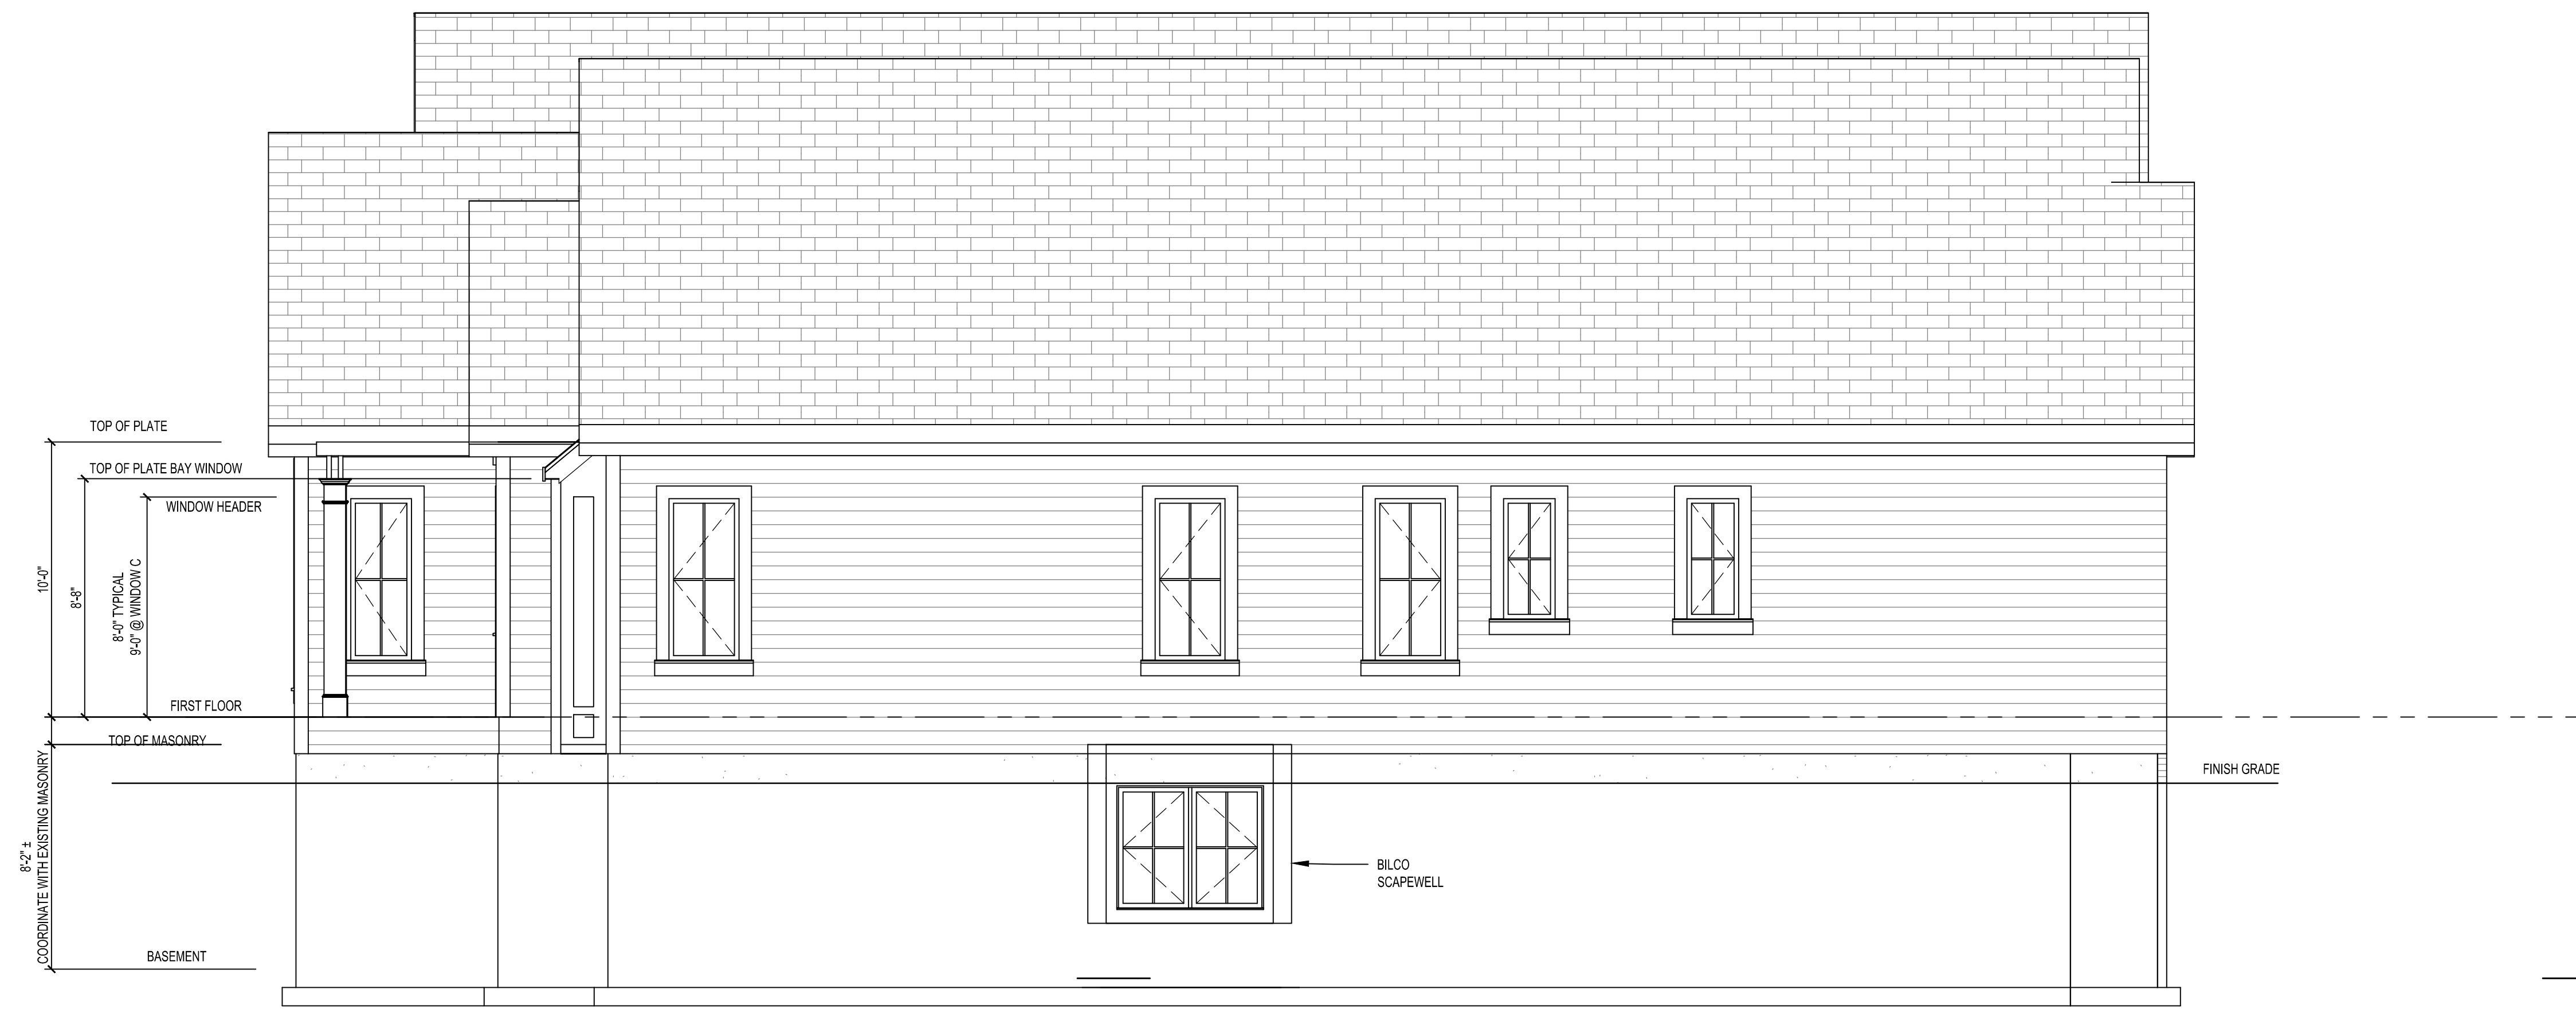 TOP OF PLATE
TOP OF PLATE BAY WINDOW
WINDOW HEADER
10'-0"
8'-8"
8'-0" TYPICAL
9'-0" @ WINDOW C
FIRST FLOOR
TOP OF MASONRY
FINISH GRADE
8'-2" ±
COORDINATE WITH EXISTING MASONRY
BILCO
SCAPEWELL
BASEMENT